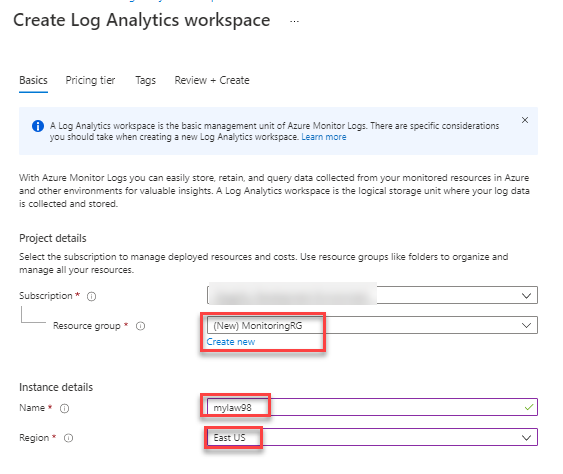 Create Log Analytics workspace ...
Basics Pricing tier Tags Review + Create
A Log Analytics workspace is the basic management unit of Azure Monitor Logs. There are specific considerations
you should take when creating a new Log Analytics workspace. Learn more
With Azure Monitor Logs you can easily store, retain, and query data collected from your monitored resources in Azure
and other environments for valuable insights. A Log Analytics workspace is the logical storage unit where your log data
is collected and stored.
Project details
Select the subscription to manage deployed resources and costs. Use resource groups like folders to organize and
manage all your resources.
Subscription *
Resource group * (New) MonitoringRG
Create new
Instance details
Name * mylaw98
Region * East US